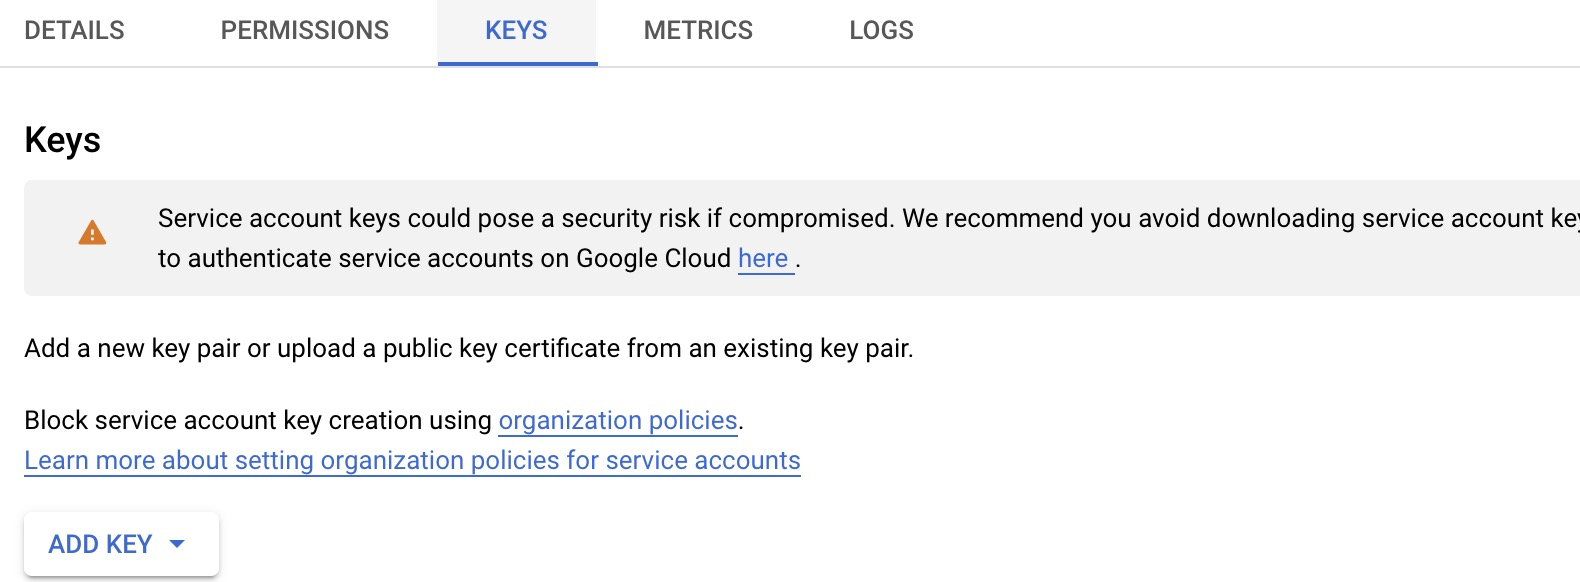 DETAILS PERMISSIONS KEYS METRICS LOGS
Keys
Service account keys could pose a security risk if compromised. We recommend you avoid downloading service account
to authenticate service accounts on Google Cloud here .
Add a new key pair or upload a public key certificate from an existing key pair.
Block service account key creation using organization policies.
Learn more about setting organization policies for service accounts
ADD KEY